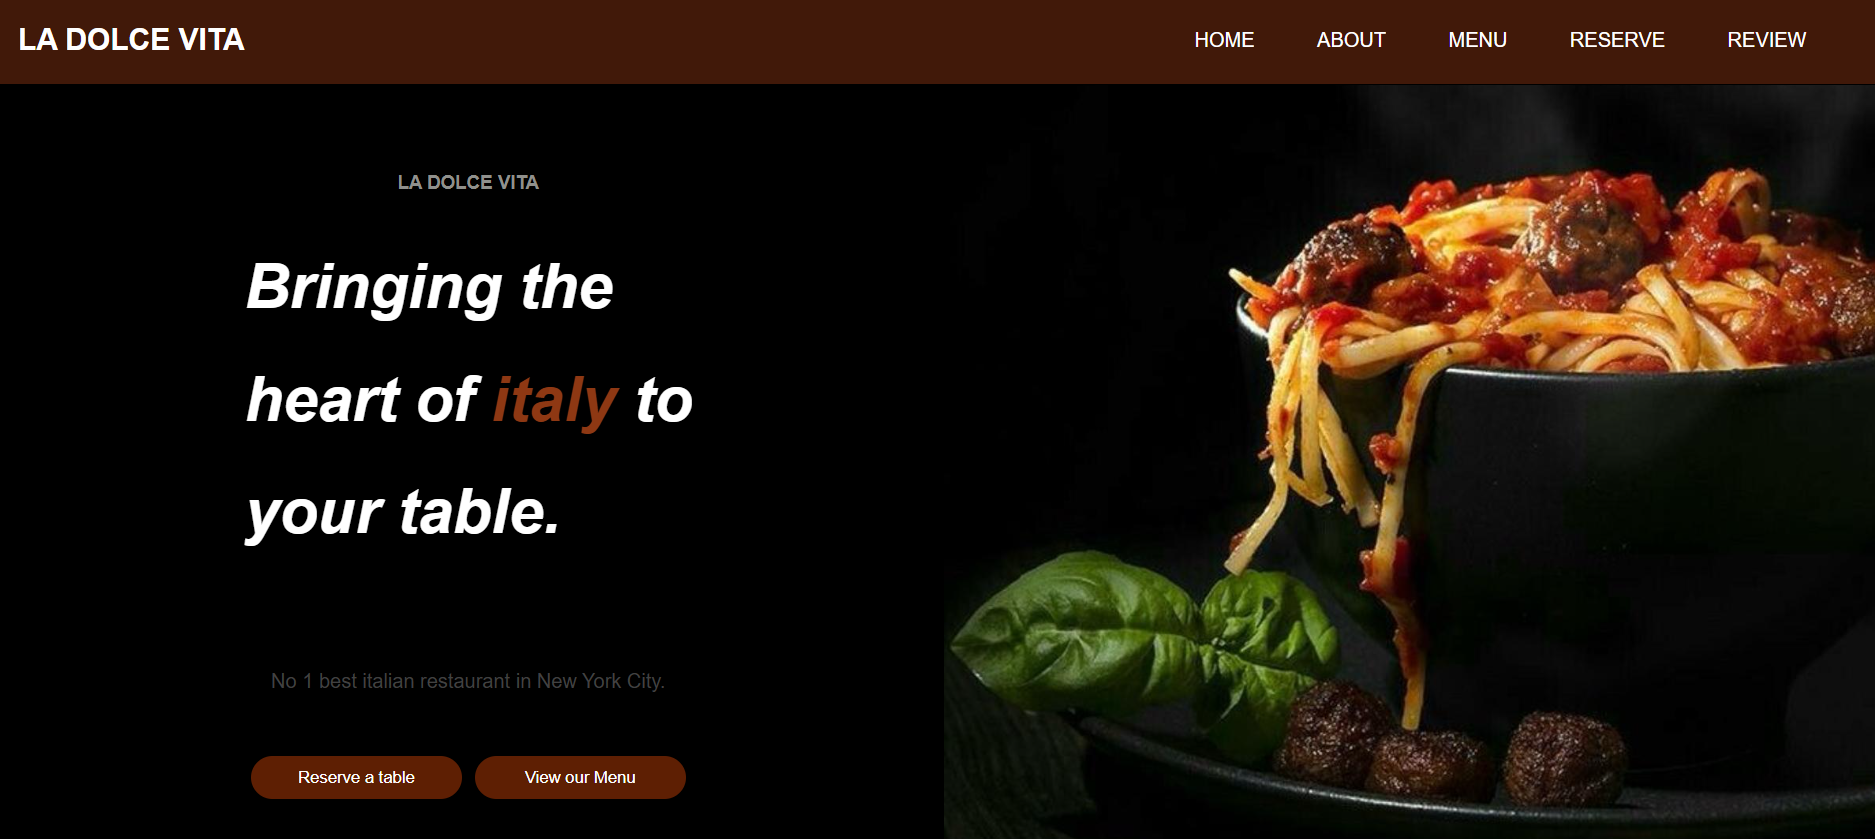 LA DOLCE VITA
HOME ABOUT MENU RESERVE REVIEW
LA DOLCE VITA
Bringing the
heart of italy to
your table.
No 1 best italian restaurant in New York City.
Reserve a table
View our Menu